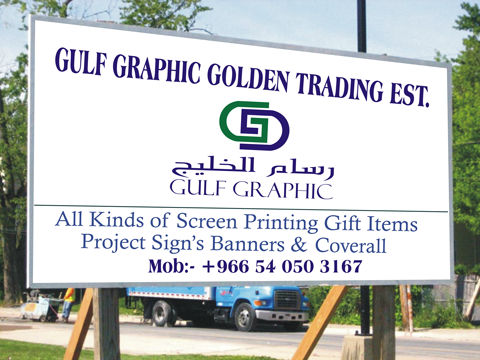 GULF GRAPHIC GOLDEN TRADING EST.
رسام الخليج
GULF GRAPHIC
All Kinds of Screen Printing Gift Items
Project Sign's Banners & Coverall
Mob:- +966 54 050 3167